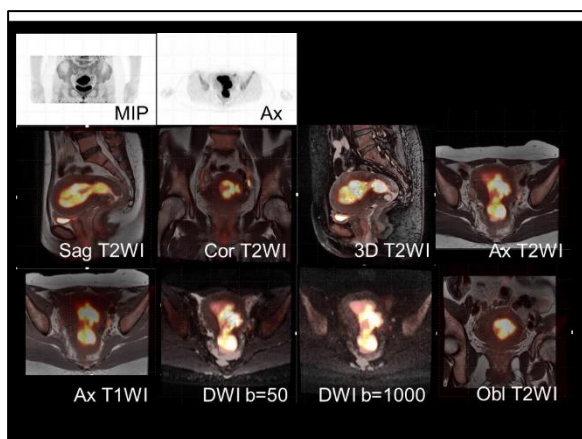 MIP
Ax
Sag T2WI
Cor T2WI
3D T2WI
Ax T2WI
Ax T1WI
DWI b=50
DWI b=1000
Obl T2WI